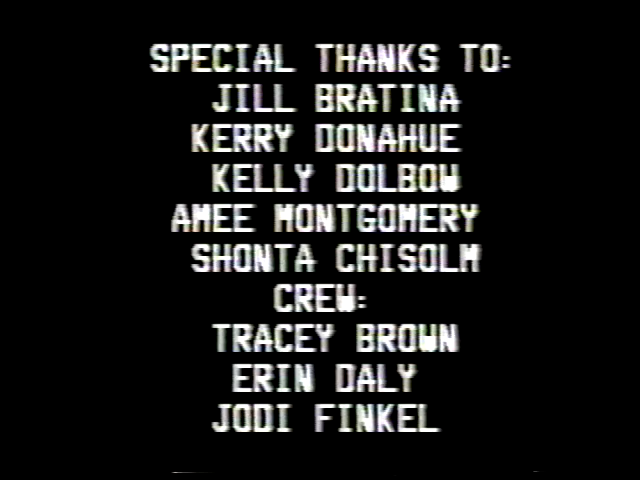 SPECIAL THANKS TO:
JILL BRATINA
KERRY DONAHUE
KELLY DOLBOW
AMEE MONTGOMERY
SHONTA CHISOLM
CREW:
TRACEY BROWN
ERIN DALY
JODI FINKEL